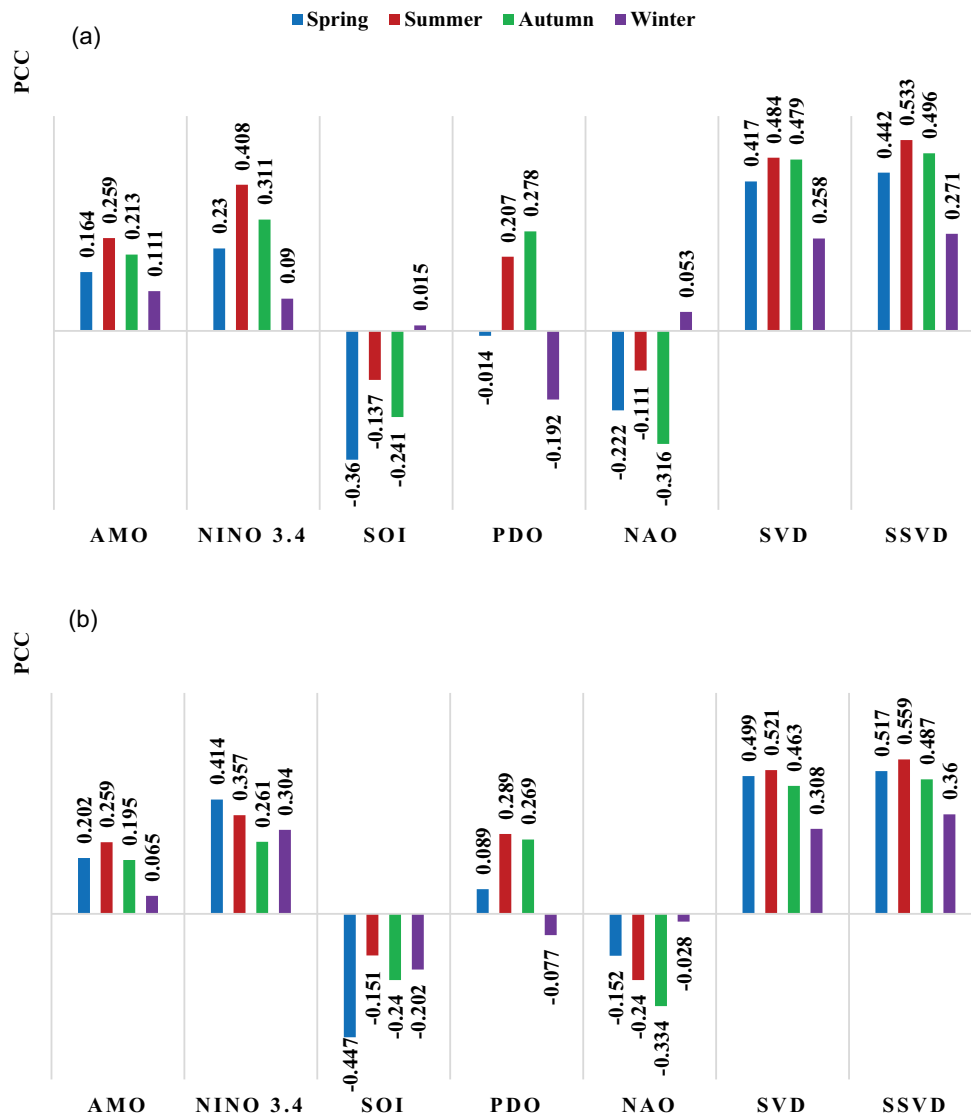 Spring Summer Autumn Winter
(a)
PCC
0.164 0.259 0.213 0.111
0.23 0.408 0.311 0.09
-0.36 -0.137 -0.241 0.015
-0.014 0.207 0.278 -0.192
-0.222 -0.111 -0.316 0.053
0.417 0.484 0.479 0.258
0.442 0.533 0.496 0.271
AMO NINO 3.4 SOI PDO NAO SVD SSVD
(b)
PCC
0.202 0.259 0.195 0.065
0.414 0.357 0.261 0.304
-0.447 -0.151 -0.24 -0.202
0.089 0.289 0.269 -0.077
-0.152 -0.24 -0.334 -0.028
0.499 0.521 0.463 0.308
0.517 0.559 0.487 0.36
AMO NINO 3.4 SOI PDO NAO SVD SSVD